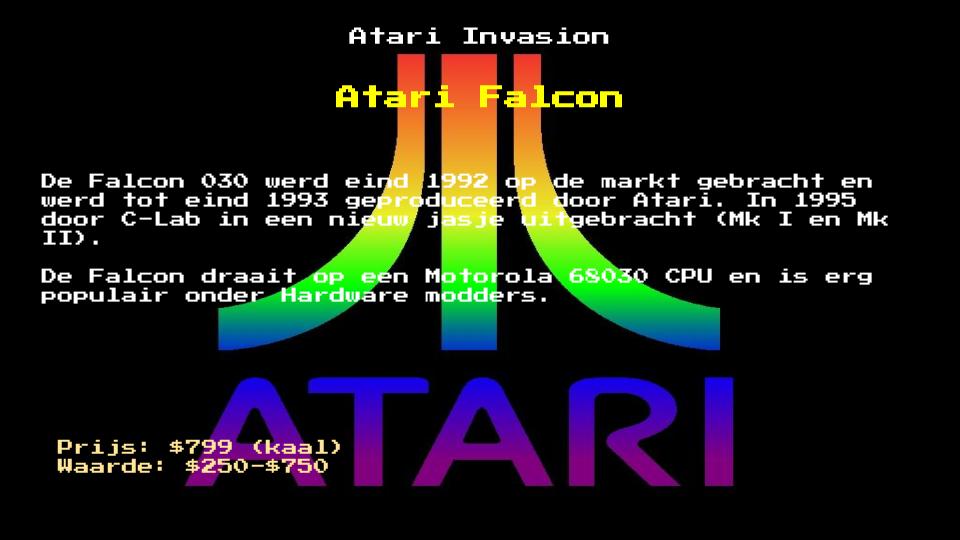 Atari Invasion
Atari Falcon
De Falcon 030 werd eind 1992 op de markt gebracht en
werd tot eind 1993 geproduceerd door Atari. In 1995
door C-Lab in een nieuw jasje uitgebracht (Mk I en Mk
II).
De Falcon draait op een Motorola 68030 CPU en is erg
populair onder Hardware modders.
ATARI
Prijs: $799 (kaal)
Waarde: $250-$750